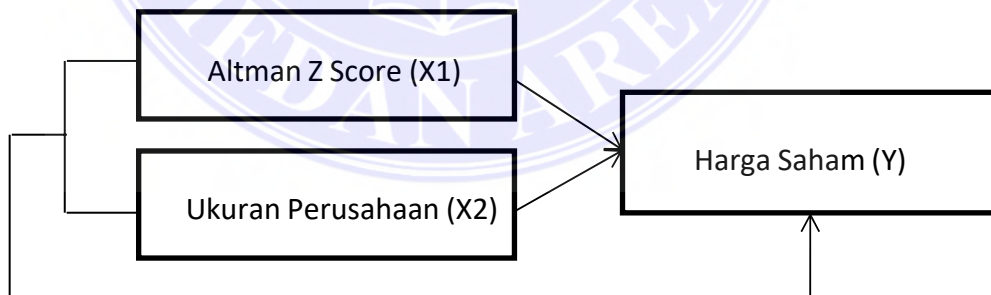 Altman Z Score (X1)
Harga Saham (Y)
Ukuran Perusahaan (X2)